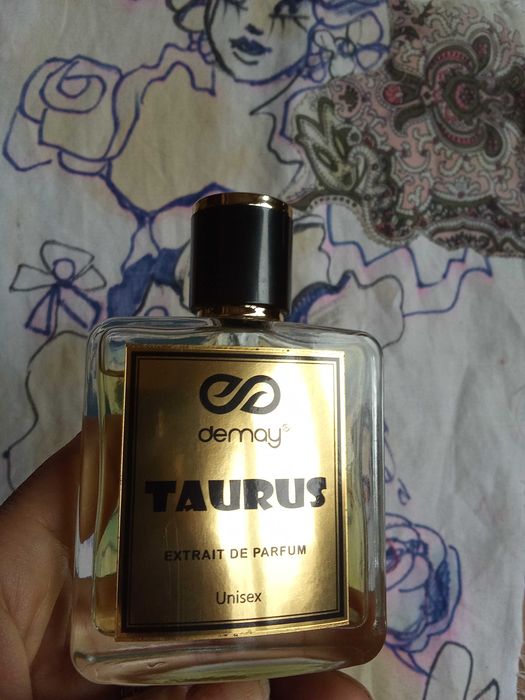 demay®
TAURUS
EXTRAIT DE PARFUM
Unisex